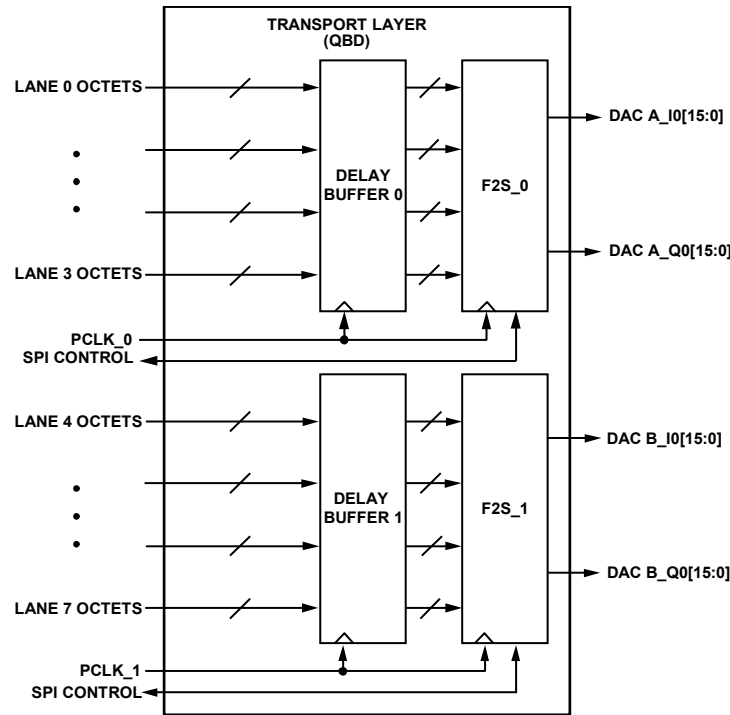 TRANSPORT LAYER
(QBD)
LANE 0 OCTETS
DELAY
BUFFER 0
F2S_0
DAC A_I0[15:0]
DAC A_Q0[15:0]
LANE 3 OCTETS
PCLK_0
SPI CONTROL
LANE 4 OCTETS
DELAY
BUFFER 1
F2S_1
DAC B_I0[15:0]
DAC B_Q0[15:0]
LANE 7 OCTETS
PCLK_1
SPI CONTROL